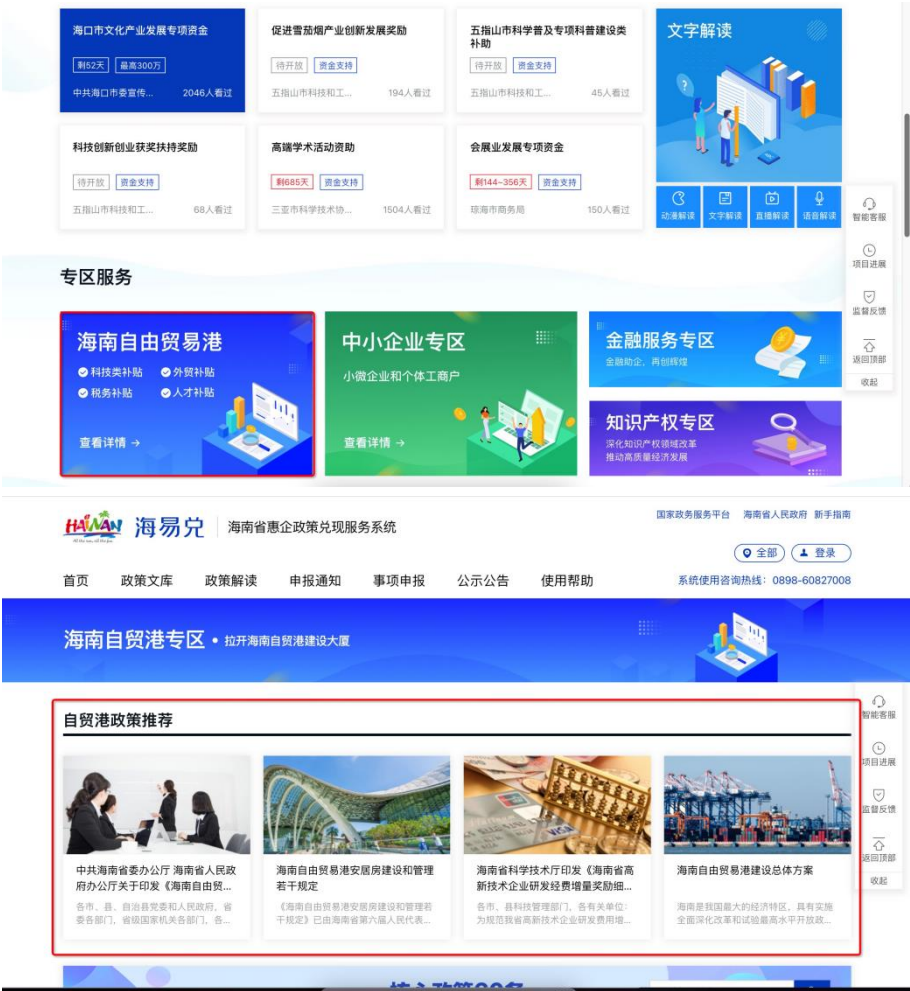 海口市文化产业发展专项资金
剩52天 最高300万
中共海口市委宣传... 2046人看过
促进雪茄烟产业创新发展奖励
待开放 资金支持
五指山市科技和工... 194人看过
五指山市科学普及专项科普建设类
补助
待开放 资金支持
五指山市科技和工... 45人看过
文字解读
科技创新创业获奖扶持奖励
待开放 资金支持
五指山市科技和工... 68人看过
高端学术活动资助
剩685天 资金支持
三亚市科学技术协... 1504人看过
会展业发展专项资金
剩144~356天 资金支持
琼海市商务局 150人看过
动漫解读 文字解读 直播解读 语音解读
智能客服
项目进展
监督反馈
返回顶部
收起
专区服务
海南自由贸易港
科技类补贴 外贸补贴
税务补贴 人才补贴
查看详情 →
中小企业专区
小微企业和个体工商户
查看详情 →
金融服务专区
金融助企，再创辉煌
知识产权专区
深化知识产权领域改革
推动高质量经济发展
HAINAN 海易兑 海南省惠企政策兑现服务系统
国家政务服务平台 海南省人民政府 新手指南
全部 登录
首页 政策文库 政策解读 申报通知 事项申报 公示公告 使用帮助
系统使用咨询热线：0898-60827008
海南自贸港专区 • 拉开海南自贸港建设大厦
自贸港政策推荐
VISA
中共海南省委办公厅 海南省人民政
府办公厅关于印发《海南自由贸...
各市、县、自治县党委和人民政府，省
委各部门，省级国家机关各部门，各...
海南自由贸易港安居房建设和管理
若干规定
《海南自由贸易港安居房建设和管理若
干规定》已由海南省第六届人民代表...
海南省科学技术厅印发《海南省高
新技术企业研发经费增量奖励细...
各市、县科技管理部门，各有关单位：
为规范我省高新技术企业研发费用增...
海南自由贸易港建设总体方案
海南是我国最大的经济特区，具有实施
全面深化改革和试验最高水平开放政...
智能客服
项目进展
监督反馈
返回顶部
收起